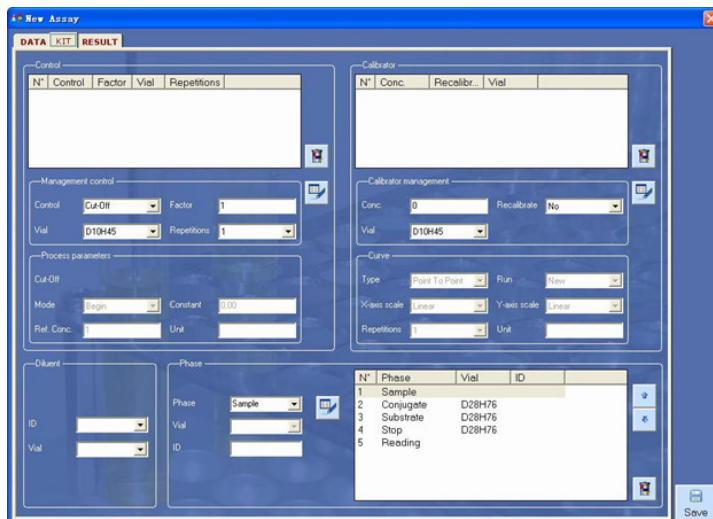 New Assay
DATA KIT RESULT
Control
N° Control Factor Vial Repetitions
Management control
Control Cut-Off Factor 1
Vial D10H45 Repetitions 1
Process parameters
Cut-Off
Mode Begin Constant 0,00
Ref. Conc. 1 Unit
Calibrator
N° Conc. Recalibr... Vial
Calibrator management
Conc. 0 Recalibrate No
Vial D10H45
Curve
Type Point To Point Run New
X-axis scale Linear Y-axis scale Linear
Repetitions 1 Unit
Diluent
ID
Vial
Phase
Phase Sample
Vial
ID
N° Phase Vial ID
1 Sample
2 Conjugate D28H76
3 Substrate D28H76
4 Stop D28H76
5 Reading
Save